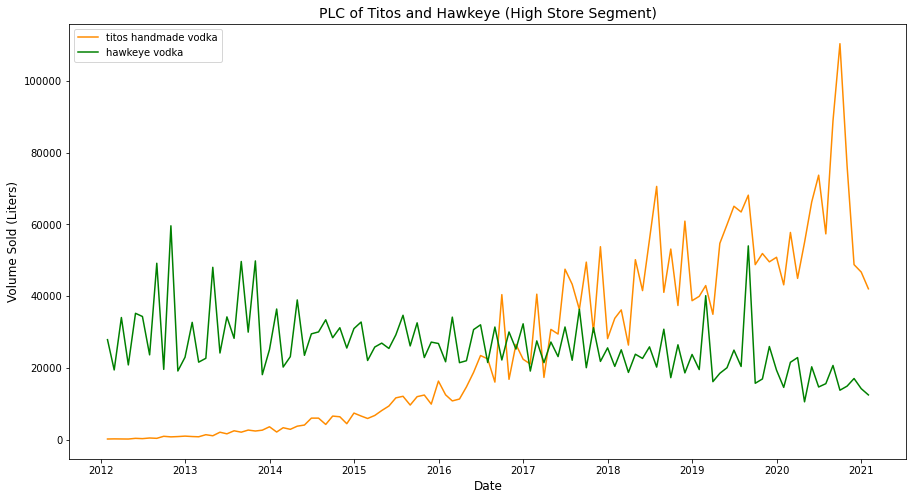 PLC of Titos and Hawkeye (High Store Segment)
titos handmade vodka
hawkeye vodka
Volume Sold (Liters)
100000
80000
60000
40000
20000
0
2012 2013 2014 2015 2016 2017 2018 2019 2020 2021
Date